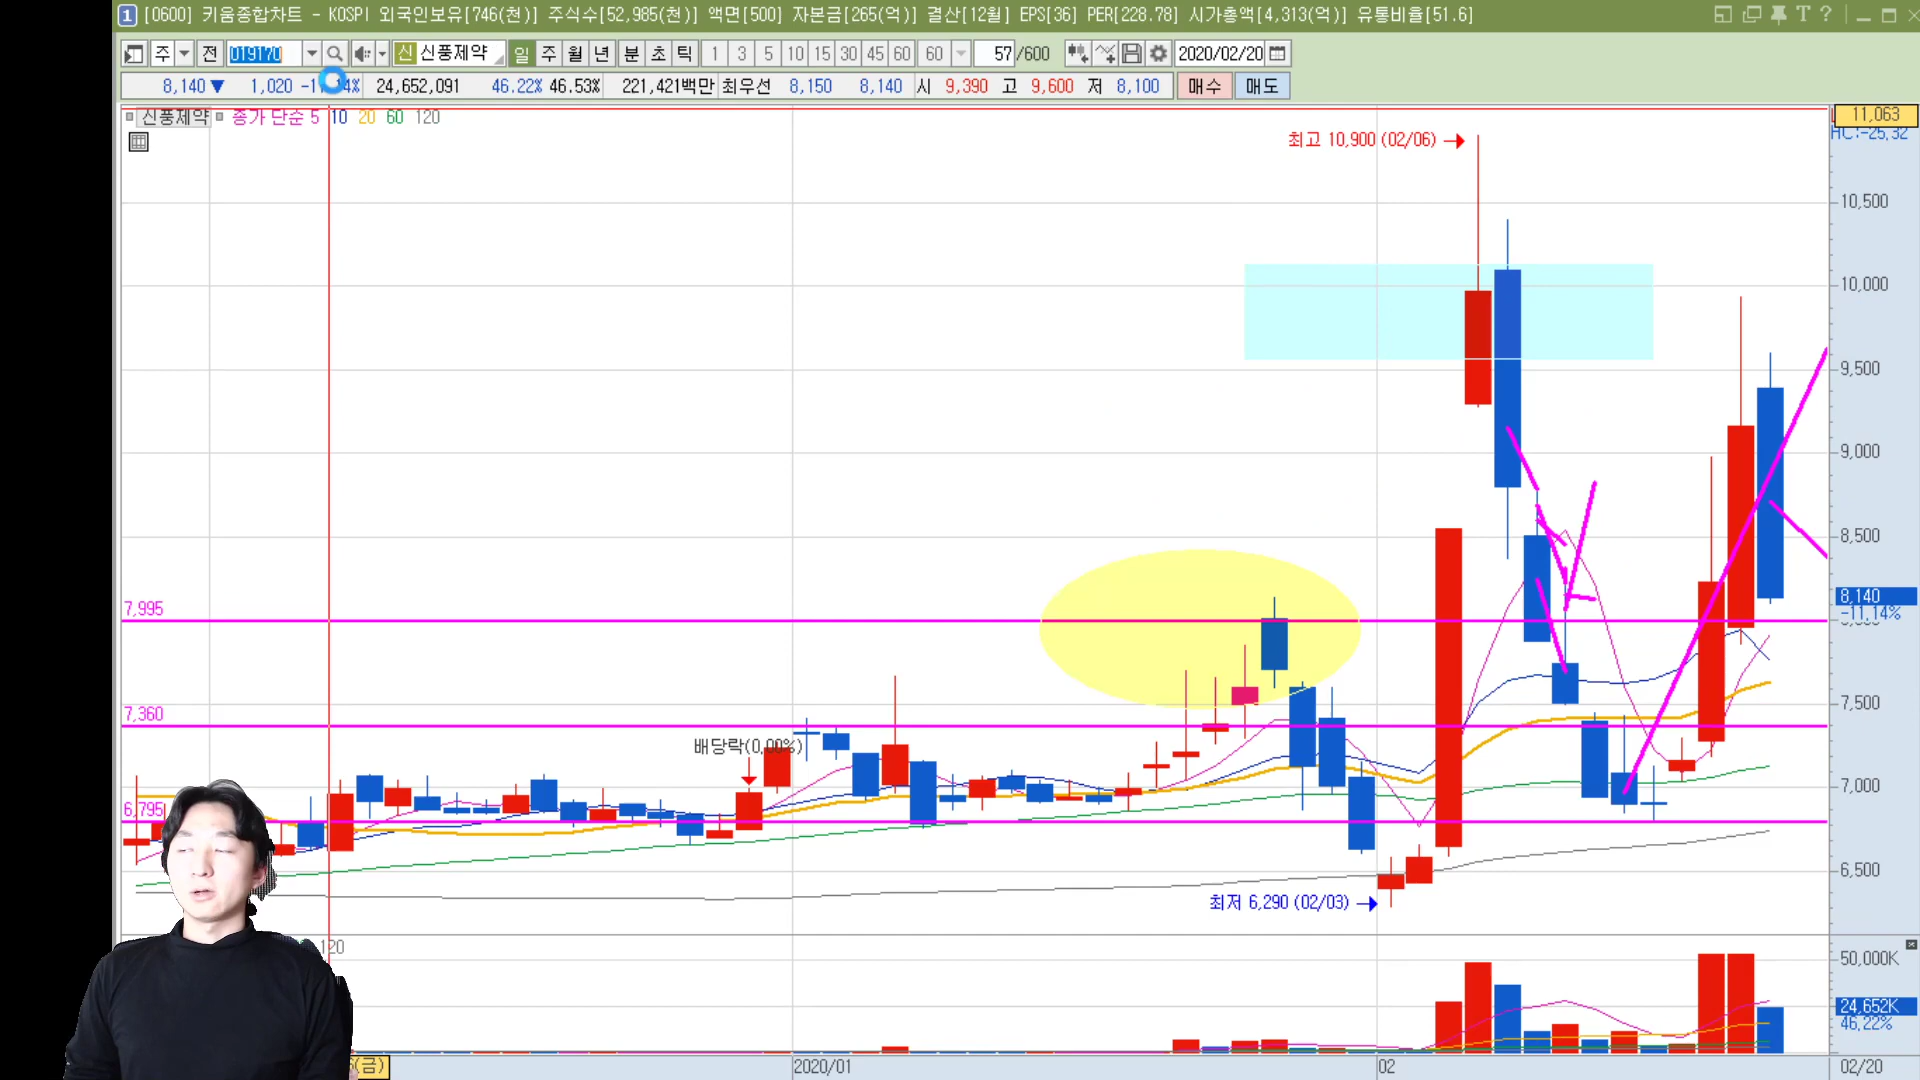 1 [0600] 키움종합차트 - KOSPI 외국인보유[746(천)] 주식수[52,985(천)] 액면[500] 자본금[265(억)] 결산[12월] EPS[36] PER[228.78] 시가총액[4,313(억)] 유통비율[51.6] T ?
주 전 019170 신 신풍제약 일 주 월 년 분 초 틱 1 3 5 10 15 30 45 60 60 57 /600 2020/02/20
8,140 ▼ 1,020 24,652,091 46.22% 46.53% 221,421백만 최우선 8,150 8,140 시 9,390 고 9,600 저 8,100 매수 매도
신풍제약 종가 단순 5 10 20 60 120
11,063
최고 10,900 (02/06)
10,500
10,000
9,500
9,000
8,500
8,140
-11,14%
7,995
7,500
7,360
배당락(0,00%)
7,000
6,795
6,500
최저 6,290 (02/03)
120
50,000K
24,652K
46,22%
(금) 2020/01 02 02/20